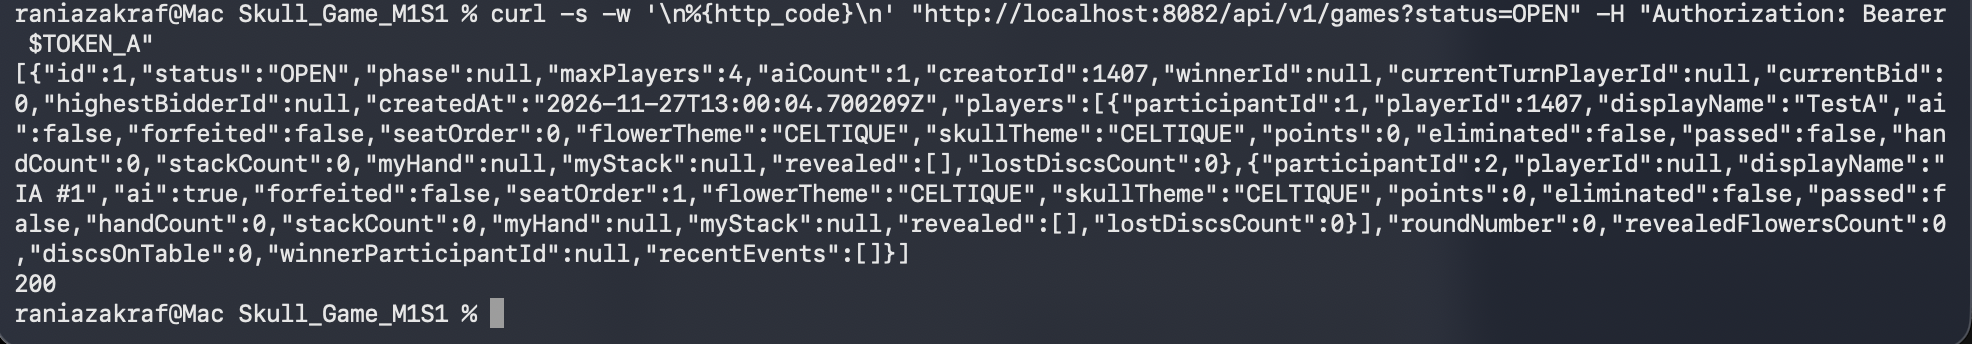 raniazakraf@Mac Skull_Game_M1S1 % curl -s -w '\n%{http_code}\n' "http://localhost:8082/api/v1/games?status=OPEN" -H "Authorization: Bearer
 $TOKEN_A"
[{"id":1,"status":"OPEN","phase":null,"maxPlayers":4,"aiCount":1,"creatorId":1407,"winnerId":null,"currentTurnPlayerId":null,"currentBid":
0,"highestBidderId":null,"createdAt":"2026-11-27T13:00:04.700209Z","players":[{"participantId":1,"playerId":1407,"displayName":"TestA","ai
":false,"forfeited":false,"seatOrder":0,"flowerTheme":"CELTIQUE","skullTheme":"CELTIQUE","points":0,"eliminated":false,"passed":false,"han
dCount":0,"stackCount":0,"myHand":null,"myStack":null,"revealed":[],"lostDiscsCount":0},{"participantId":2,"playerId":null,"displayName":"
IA #1","ai":true,"forfeited":false,"seatOrder":1,"flowerTheme":"CELTIQUE","skullTheme":"CELTIQUE","points":0,"eliminated":false,"passed":f
alse,"handCount":0,"stackCount":0,"myHand":null,"myStack":null,"revealed":[],"lostDiscsCount":0}],"roundNumber":0,"revealedFlowersCount":0
,"discsOnTable":0,"winnerParticipantId":null,"recentEvents":[]}]
200
raniazakraf@Mac Skull_Game_M1S1 %